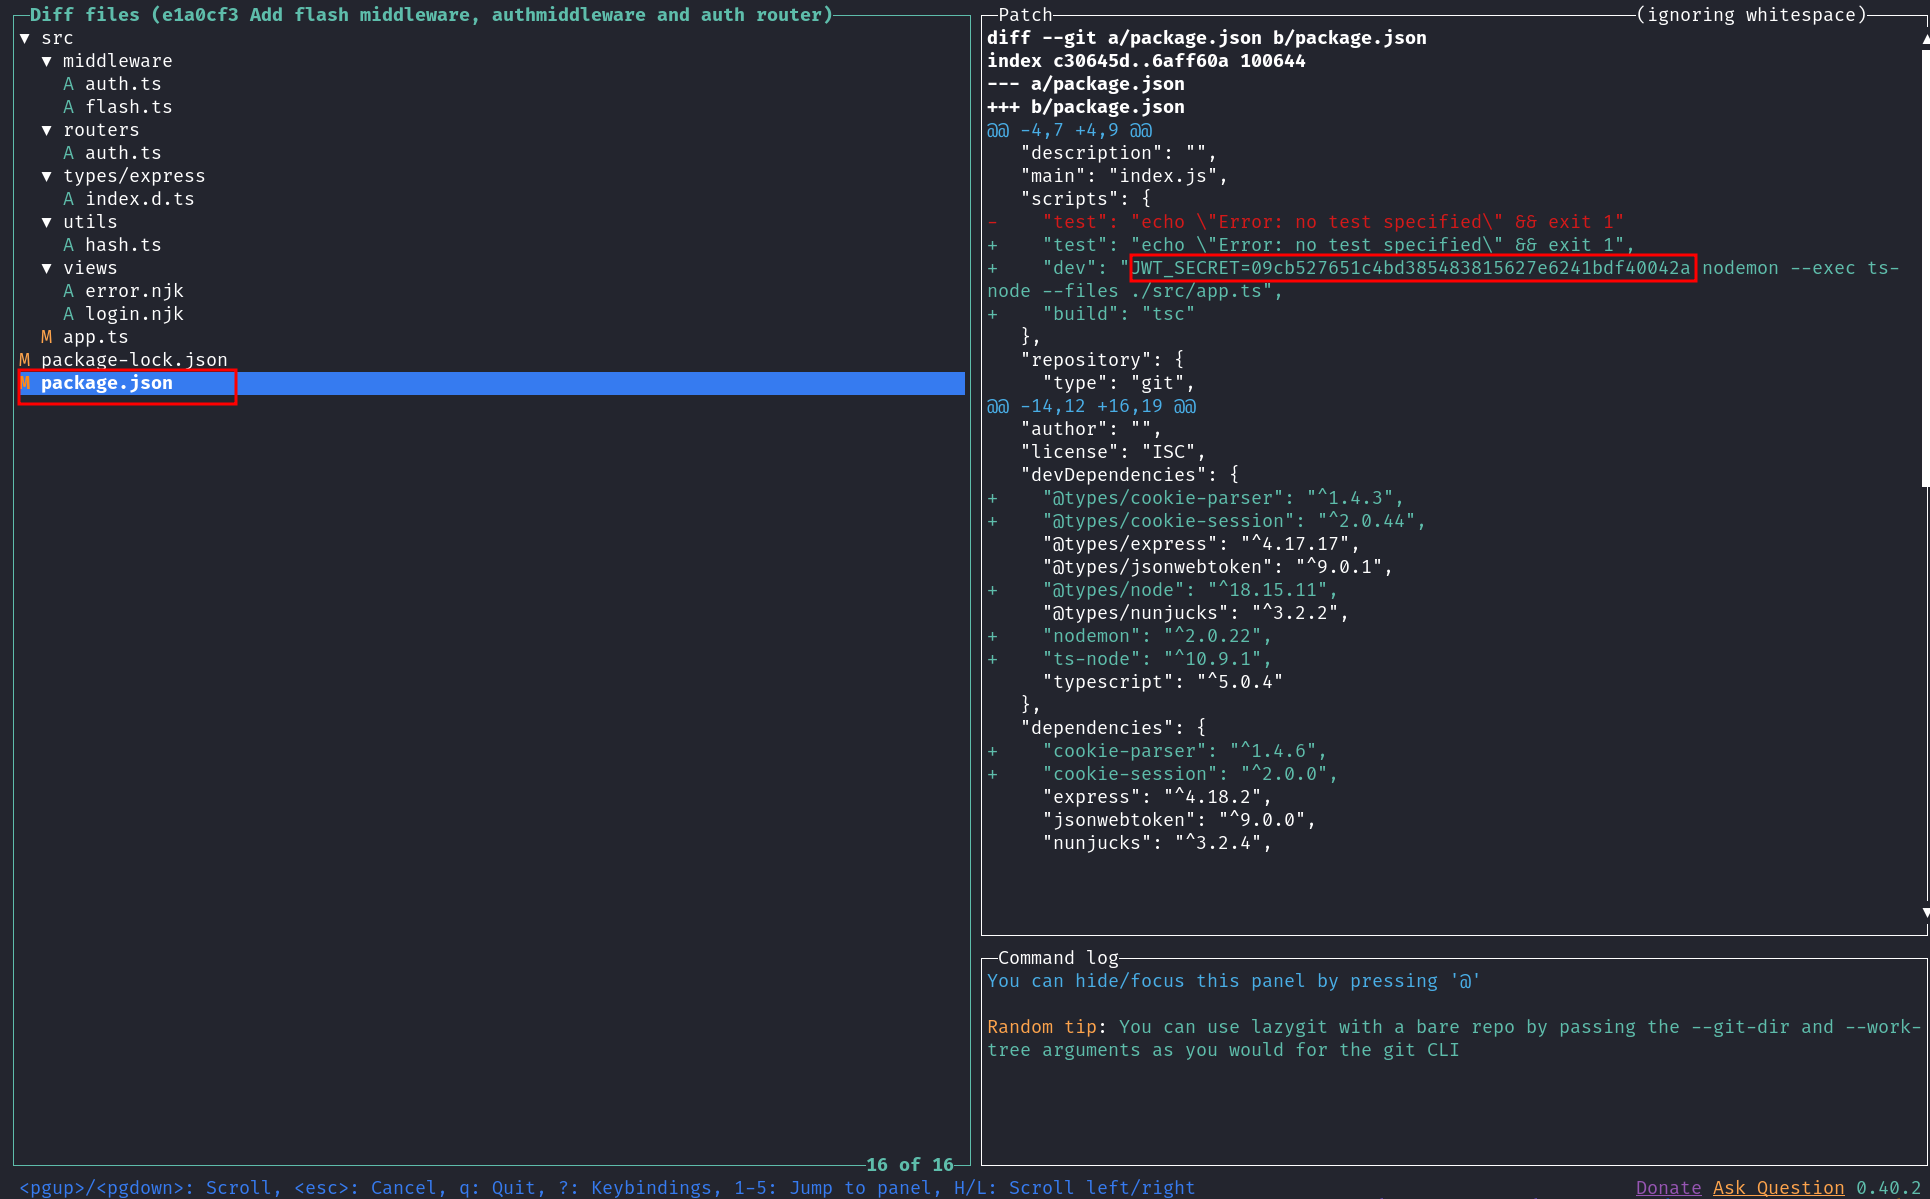 Diff files (e1a0cf3 Add flash middleware, authmiddleware and auth router)
▼ src
▼ middleware
A auth.ts
A flash.ts
▼ routers
A auth.ts
▼ types/express
A index.d.ts
▼ utils
A hash.ts
▼ views
A error.njk
A login.njk
M app.ts
M package-lock.json
M package.json
16 of 16
Patch (ignoring whitespace)
diff --git a/package.json b/package.json
index c30645d..6aff60a 100644
--- a/package.json
+++ b/package.json
@@ -4,7 +4,9 @@
"description": "",
"main": "index.js",
"scripts": {
-    "test": "echo \"Error: no test specified\" && exit 1"
+    "test": "echo \"Error: no test specified\" && exit 1",
+    "dev": "JWT_SECRET=09cb527651c4bd385483815627e6241bdf40042a nodemon --exec ts-
node --files ./src/app.ts",
+    "build": "tsc"
},
"repository": {
"type": "git",
@@ -14,12 +16,19 @@
"author": "",
"license": "ISC",
"devDependencies": {
+    "@types/cookie-parser": "^1.4.3",
+    "@types/cookie-session": "^2.0.44",
"@types/express": "^4.17.17",
"@types/jsonwebtoken": "^9.0.1",
+    "@types/node": "^18.15.11",
"@types/nunjucks": "^3.2.2",
+    "nodemon": "^2.0.22",
+    "ts-node": "^10.9.1",
"typescript": "^5.0.4"
},
"dependencies": {
+    "cookie-parser": "^1.4.6",
+    "cookie-session": "^2.0.0",
"express": "^4.18.2",
"jsonwebtoken": "^9.0.0",
"nunjucks": "^3.2.4",
Command log
You can hide/focus this panel by pressing '@'
Random tip: You can use lazygit with a bare repo by passing the --git-dir and --work-
tree arguments as you would for the git CLI
<pgup>/<pgdown>: Scroll, <esc>: Cancel, q: Quit, ?: Keybindings, 1-5: Jump to panel, H/L: Scroll left/right
Donate Ask Question 0.40.2